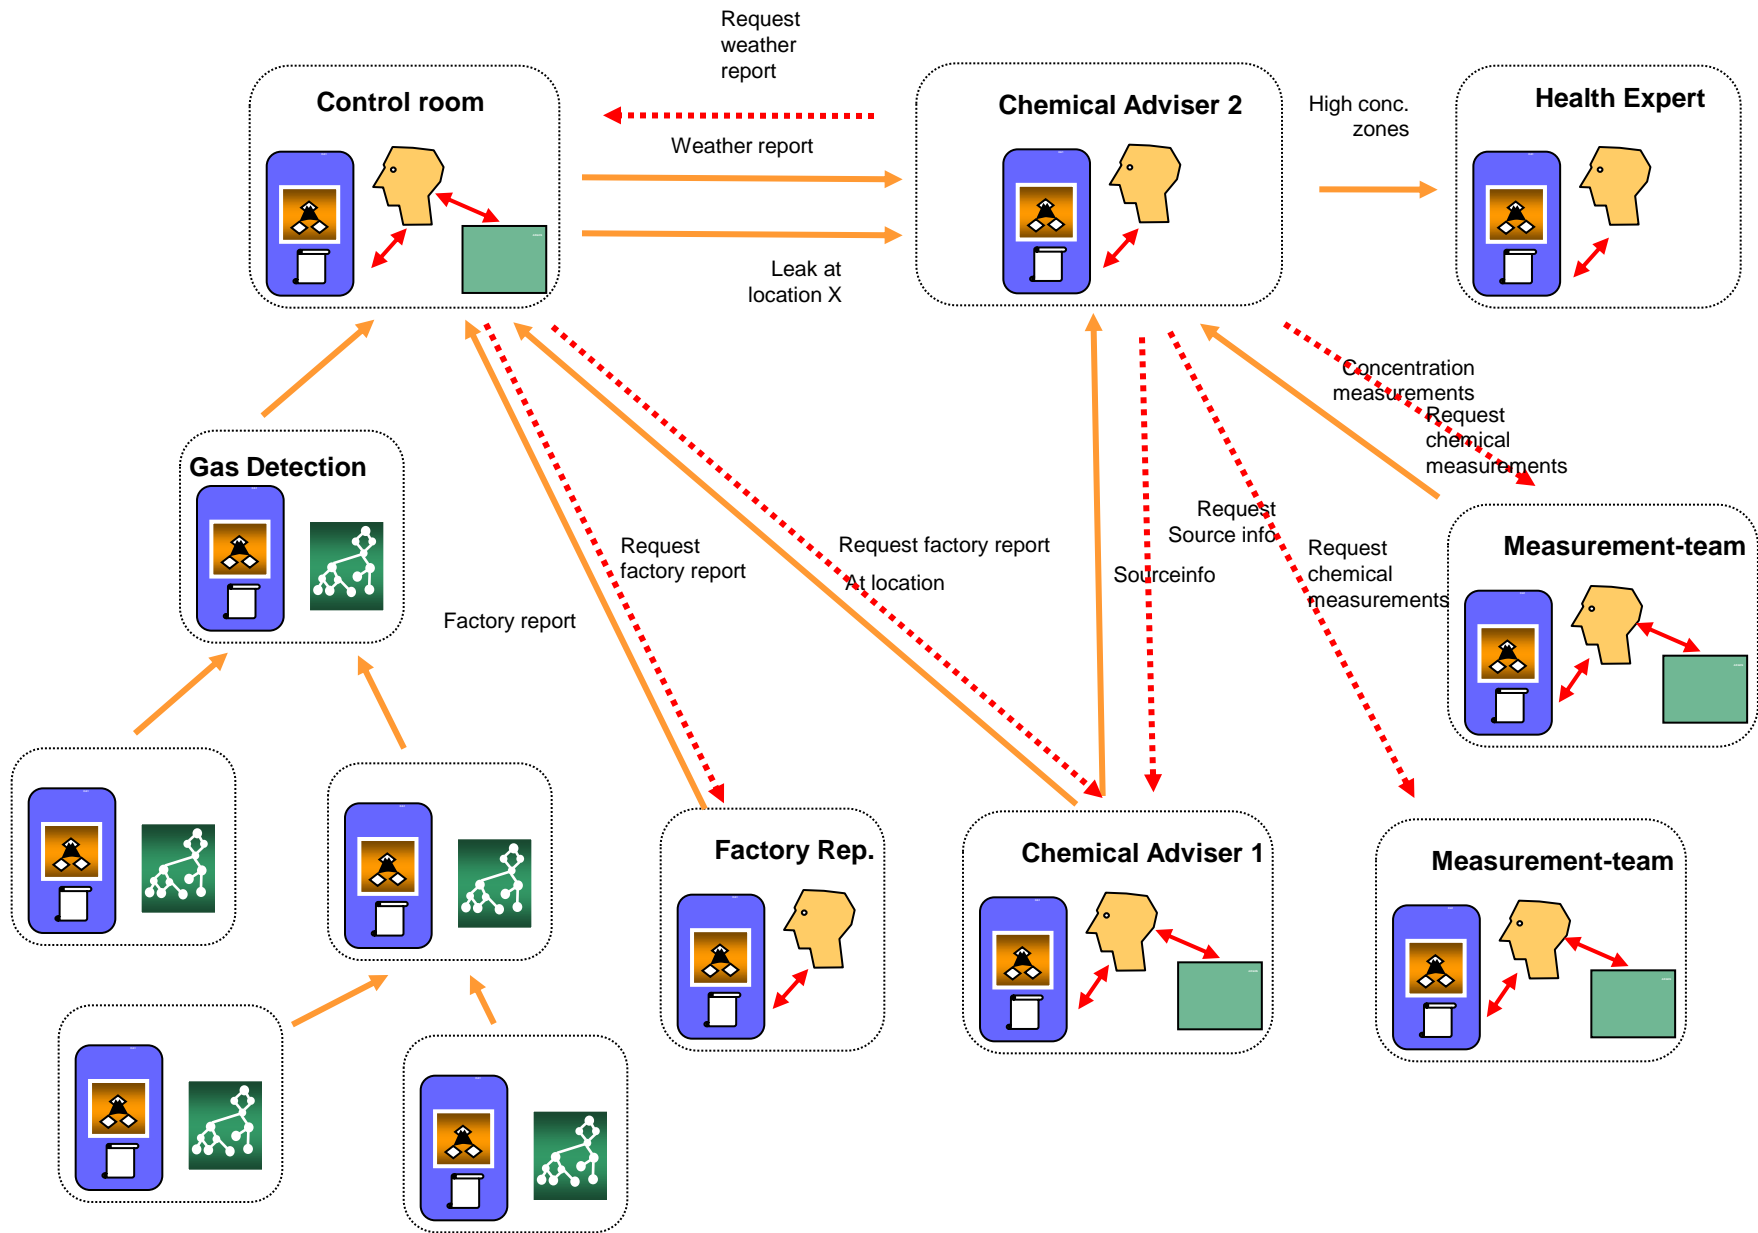 Request
weather
report
Control room
Chemical Adviser 2
High conc.
zones
Health Expert
Weather report
Leak at
location X
Concentration
measurements
Request
chemical
measurements
Gas Detection
Request
Source info
Request
factory report
Request factory report
At location
Sourceinfo
Request
chemical
measurements
Measurement-team
Factory report
Factory Rep.
Chemical Adviser 1
Measurement-team